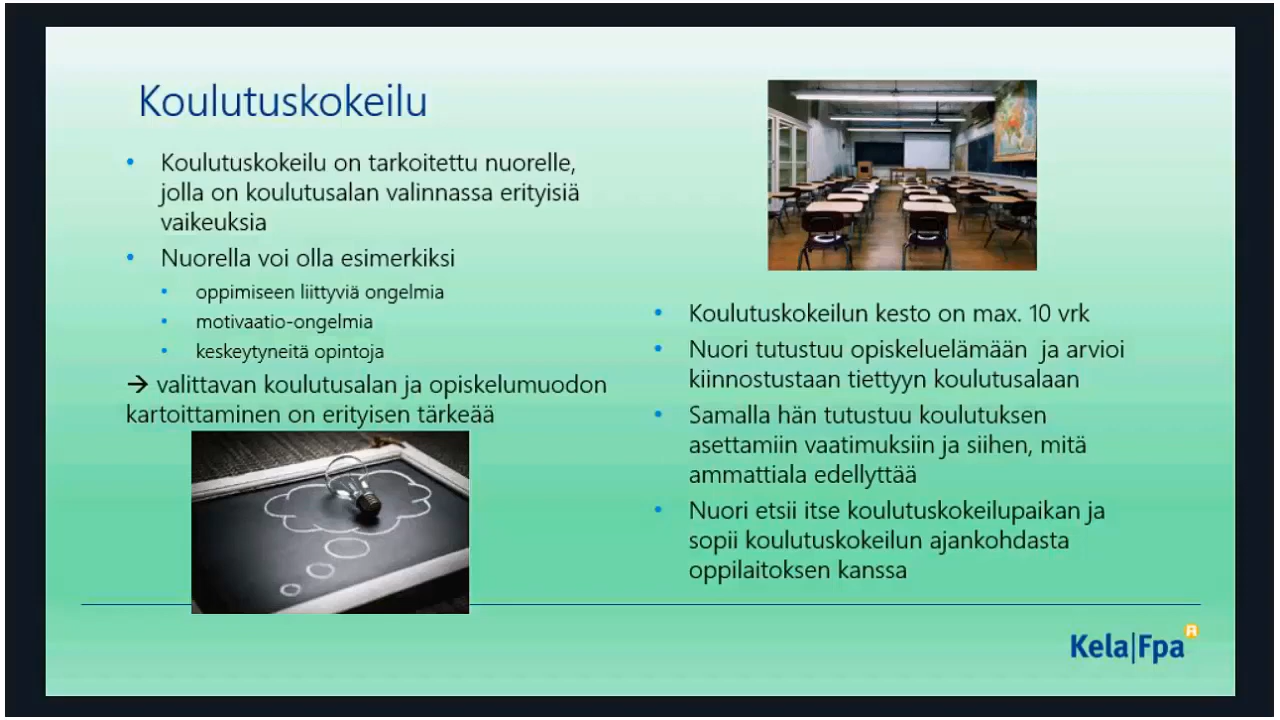 Koulutuskokeilu
• Koulutuskokeilu on tarkoitettu nuorelle,
jolla on koulutusalan valinnassa erityisiä
vaikeuksia
• Nuorella voi olla esimerkiksi
• oppimiseen liittyviä ongelmia
• motivaatio-ongelmia
• keskeytyneitä opintoja
→ valittavan koulutusalan ja opiskelumuodon
kartoittaminen on erityisen tärkeää
• Koulutuskokeilun kesto on max. 10 vrk
• Nuori tutustuu opiskeluelämään ja arvioi
kiinnostustaan tiettyyn koulutusalaan
• Samalla hän tutustuu koulutuksen
asettamiin vaatimuksiin ja siihen, mitä
ammattiala edellyttää
• Nuori etsii itse koulutuskokeilupaikan ja
sopii koulutuskokeilun ajankohdasta
oppilaitoksen kanssa
Kela|Fpa